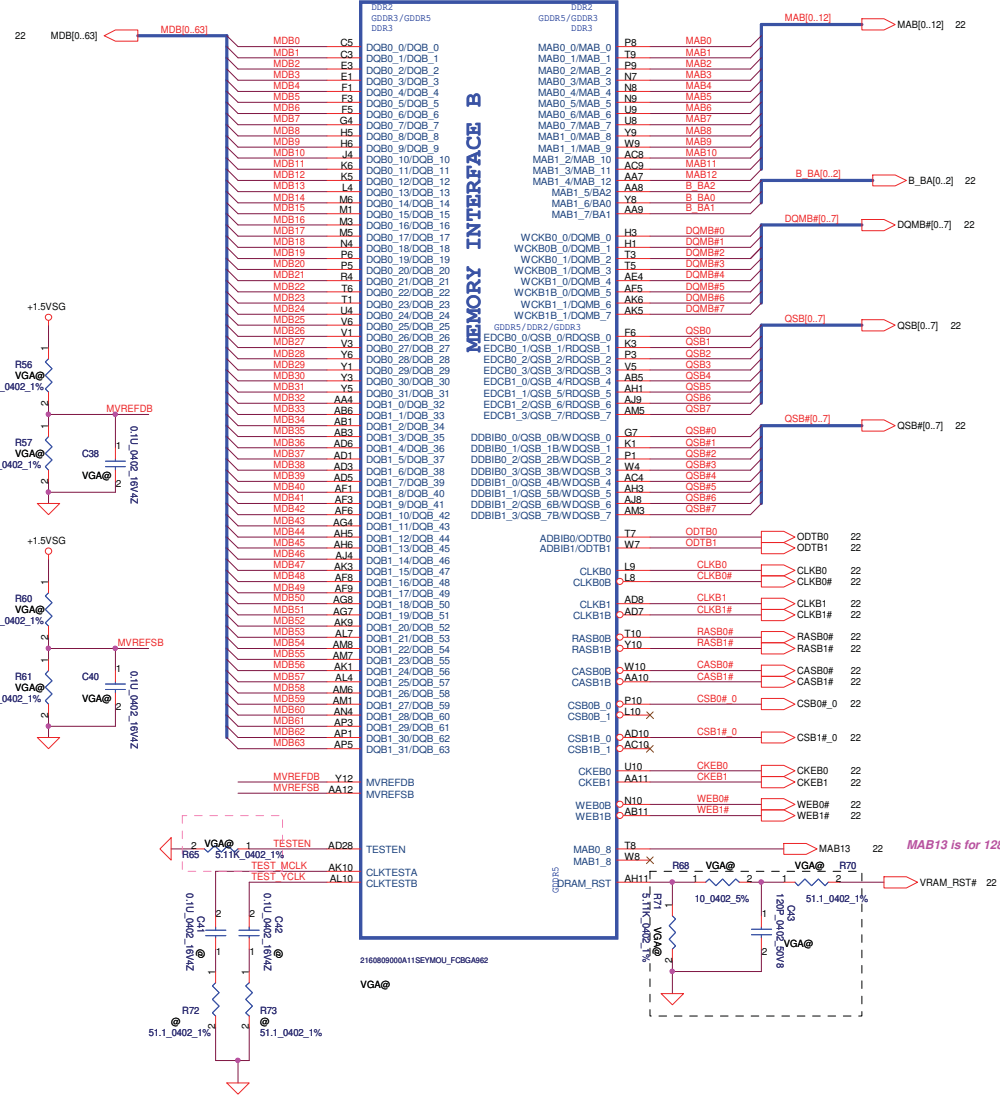 22 MDB[0..63] MDB[0..63]
DDR2
GDDR3/GDDR5
DDR3
DDR2
GDDR5/GDDR3
DDR3
MEMORY INTERFACE B
MDB0 C5 DQB0_0/DQB_0
MDB1 C3 DQB0_1/DQB_1
MDB2 E3 DQB0_2/DQB_2
MDB3 E1 DQB0_3/DQB_3
MDB4 F1 DQB0_4/DQB_4
MDB5 F3 DQB0_5/DQB_5
MDB6 F5 DQB0_6/DQB_6
MDB7 G4 DQB0_7/DQB_7
MDB8 H5 DQB0_8/DQB_8
MDB9 H6 DQB0_9/DQB_9
MDB10 J4 DQB0_10/DQB_10
MDB11 K6 DQB0_11/DQB_11
MDB12 K5 DQB0_12/DQB_12
MDB13 L4 DQB0_13/DQB_13
MDB14 M6 DQB0_14/DQB_14
MDB15 M1 DQB0_15/DQB_15
MDB16 M3 DQB0_16/DQB_16
MDB17 M5 DQB0_17/DQB_17
MDB18 N4 DQB0_18/DQB_18
MDB19 P6 DQB0_19/DQB_19
MDB20 P5 DQB0_20/DQB_20
MDB21 R4 DQB0_21/DQB_21
MDB22 T6 DQB0_22/DQB_22
MDB23 T1 DQB0_23/DQB_23
MDB24 U4 DQB0_24/DQB_24
MDB25 V6 DQB0_25/DQB_25
MDB26 V1 DQB0_26/DQB_26
MDB27 V3 DQB0_27/DQB_27
MDB28 Y6 DQB0_28/DQB_28
MDB29 Y1 DQB0_29/DQB_29
MDB30 Y3 DQB0_30/DQB_30
MDB31 Y5 DQB0_31/DQB_31
MDB32 AA4 DQB1_0/DQB_32
MDB33 AB6 DQB1_1/DQB_33
MDB34 AB1 DQB1_2/DQB_34
MDB35 AB3 DQB1_3/DQB_35
MDB36 AD6 DQB1_4/DQB_36
MDB37 AD1 DQB1_5/DQB_37
MDB38 AD3 DQB1_6/DQB_38
MDB39 AD5 DQB1_7/DQB_39
MDB40 AF1 DQB1_8/DQB_40
MDB41 AF3 DQB1_9/DQB_41
MDB42 AF6 DQB1_10/DQB_42
MDB43 AG4 DQB1_11/DQB_43
MDB44 AH5 DQB1_12/DQB_44
MDB45 AH6 DQB1_13/DQB_45
MDB46 AJ4 DQB1_14/DQB_46
MDB47 AK3 DQB1_15/DQB_47
MDB48 AF8 DQB1_16/DQB_48
MDB49 AF9 DQB1_17/DQB_49
MDB50 AG8 DQB1_18/DQB_50
MDB51 AG7 DQB1_19/DQB_51
MDB52 AK9 DQB1_20/DQB_52
MDB53 AL7 DQB1_21/DQB_53
MDB54 AM8 DQB1_22/DQB_54
MDB55 AM7 DQB1_23/DQB_55
MDB56 AK1 DQB1_24/DQB_56
MDB57 AL4 DQB1_25/DQB_57
MDB58 AM6 DQB1_26/DQB_58
MDB59 AM1 DQB1_27/DQB_59
MDB60 AN4 DQB1_28/DQB_60
MDB61 AP3 DQB1_29/DQB_61
MDB62 AP1 DQB1_30/DQB_62
MDB63 AP5 DQB1_31/DQB_63
MVREFDB Y12 MVREFDB
MVREFSB AA12 MVREFSB
TESTEN AD28 TESTEN
TEST_MCLK AK10 CLKTESTA
TEST_YCLK AL10 CLKTESTB
MAB0_0/MAB_0 P8 MAB0
MAB0_1/MAB_1 T9 MAB1
MAB0_2/MAB_2 P9 MAB2
MAB0_3/MAB_3 N7 MAB3
MAB0_4/MAB_4 N8 MAB4
MAB0_5/MAB_5 N9 MAB5
MAB0_6/MAB_6 U9 MAB6
MAB0_7/MAB_7 U8 MAB7
MAB1_0/MAB_8 Y9 MAB8
MAB1_1/MAB_9 W9 MAB9
MAB1_2/MAB_10 AC8 MAB10
MAB1_3/MAB_11 AC9 MAB11
MAB1_4/MAB_12 AA7 MAB12
MAB1_5/BA2 AA8 B_BA2
MAB1_6/BA0 Y8 B_BA0
MAB1_7/BA1 AA9 B_BA1
MAB[0..12] MAB[0..12] 22
B_BA[0..2] B_BA[0..2] 22
WCKB0_0/DQMB_0 H3 DQMB#0
WCKB0B_0/DQMB_1 H1 DQMB#1
WCKB0_1/DQMB_2 T3 DQMB#2
WCKB0B_1/DQMB_3 T5 DQMB#3
WCKB1_0/DQMB_4 AE4 DQMB#4
WCKB1B_0/DQMB_5 AF5 DQMB#5
WCKB1_1/DQMB_6 AK6 DQMB#6
WCKB1B_1/DQMB_7 AK5 DQMB#7
DQMB#[0..7] DQMB#[0..7] 22
GDDR5/DDR2/GDDR3
EDCB0_0/QSB_0/RDQSB_0 F6 QSB0
EDCB0_1/QSB_1/RDQSB_1 K3 QSB1
EDCB0_2/QSB_2/RDQSB_2 P3 QSB2
EDCB0_3/QSB_3/RDQSB_3 V5 QSB3
EDCB1_0/QSB_4/RDQSB_4 AB5 QSB4
EDCB1_1/QSB_5/RDQSB_5 AH1 QSB5
EDCB1_2/QSB_6/RDQSB_6 AJ9 QSB6
EDCB1_3/QSB_7/RDQSB_7 AM5 QSB7
QSB[0..7] QSB[0..7] 22
DDBIB0_0/QSB_0B/WDQSB_0 G7 QSB#0
DDBIB0_1/QSB_1B/WDQSB_1 K1 QSB#1
DDBIB0_2/QSB_2B/WDQSB_2 P1 QSB#2
DDBIB0_3/QSB_3B/WDQSB_3 W4 QSB#3
DDBIB1_0/QSB_4B/WDQSB_4 AC4 QSB#4
DDBIB1_1/QSB_5B/WDQSB_5 AH3 QSB#5
DDBIB1_2/QSB_6B/WDQSB_6 AJ8 QSB#6
DDBIB1_3/QSB_7B/WDQSB_7 AM3 QSB#7
QSB#[0..7] QSB#[0..7] 22
ADBIB0/ODTB0 T7 ODTB0 ODTB0 22
ADBIB1/ODTB1 W7 ODTB1 ODTB1 22
CLKB0 L9 CLKB0 CLKB0 22
CLKB0B L8 CLKB0# CLKB0# 22
CLKB1 AD8 CLKB1 CLKB1 22
CLKB1B AD7 CLKB1# CLKB1# 22
RASB0B T10 RASB0# RASB0# 22
RASB1B Y10 RASB1# RASB1# 22
CASB0B W10 CASB0# CASB0# 22
CASB1B AA10 CASB1# CASB1# 22
CSB0B_0 P10 CSB0#_0 CSB0#_0 22
CSB0B_1 L10
CSB1B_0 AD10 CSB1#_0 CSB1#_0 22
CSB1B_1 AC10
CKEB0 U10 CKEB0 CKEB0 22
CKEB1 AA11 CKEB1 CKEB1 22
WEB0B N10 WEB0# WEB0# 22
WEB1B AB11 WEB1# WEB1# 22
MAB0_8 T8 MAB13 22
MAB13 is for 128
MAB1_8 W8
GDDR5
DRAM_RST AH11
VRAM_RST# 22
R68 VGA@ 1 2 10_0402_5%
VGA@ R70 1 2 51.1_0402_1%
R71 1 2 5.11K_0402_1% VGA@
C43 1 2 120P_0402_50V8 VGA@
+1.5VSG
1 R56 VGA@ _0402_1% 2
MVREFDB
1 R57 VGA@ _0402_1% 2
C38 1 2 VGA@ 0.1U_0402_16V4Z
+1.5VSG
1 R60 VGA@ _0402_1% 2
MVREFSB
1 R61 VGA@ _0402_1% 2
C40 1 2 VGA@ 0.1U_0402_16V4Z
2 VGA@ 1 R65 5.11K_0402_1%
0.1U_0402_16V4Z C41 2 1 @
0.1U_0402_16V4Z C42 2 1 @
1 R72 @ 51.1_0402_1% 2
1 R73 @ 51.1_0402_1% 2
2160809000A11SEYMOU_FCBGA962
VGA@